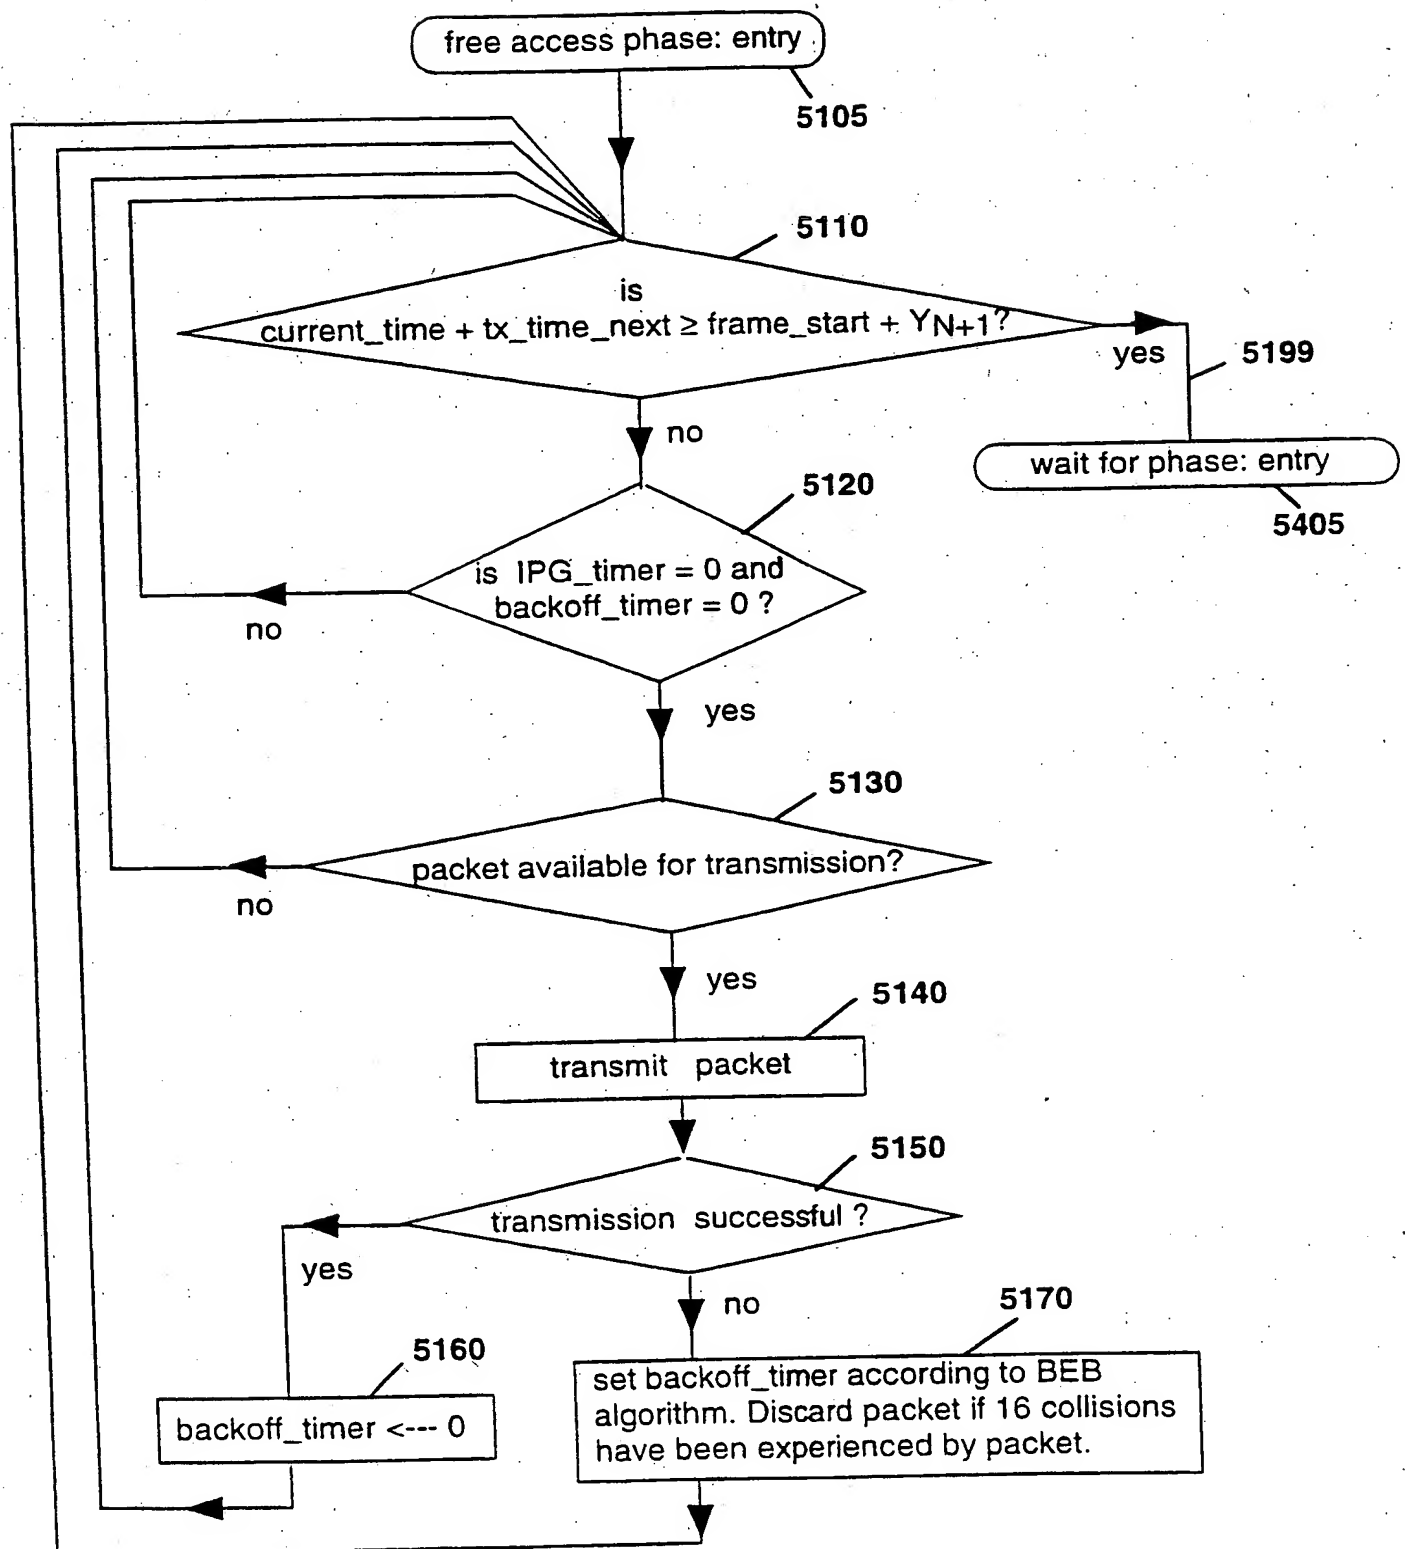 free access phase: entry
5105
5110
is
current_time + tx_time_next ≥ frame_start + YN+1?
yes
5199
no
wait for phase: entry
5405
5120
is IPG_timer = 0 and
backoff_timer = 0 ?
no
yes
5130
packet available for transmission?
no
yes
5140
transmit packet
5150
transmission successful ?
yes
no
5170
5160
set backoff_timer according to BEB
algorithm. Discard packet if 16 collisions
have been experienced by packet.
backoff_timer <--- 0